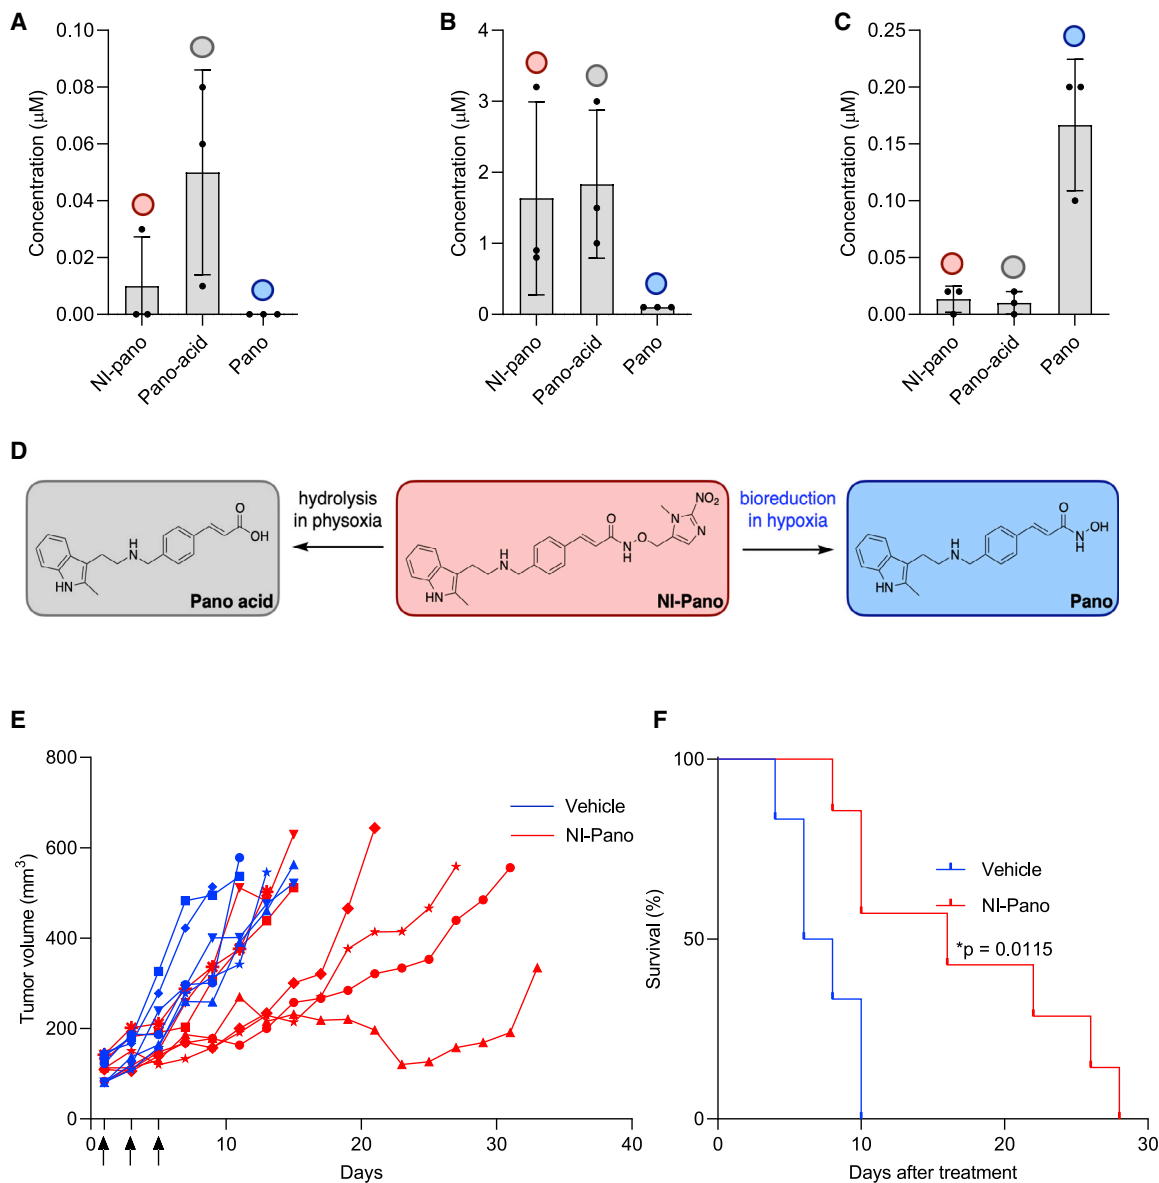 A
Concentration (µM)
0.10
0.08
0.06
0.04
0.02
0.00
NI-pano
Pano-acid
Pano
B
Concentration (µM)
4
3
2
1
0
NI-pano
Pano-acid
Pano
C
Concentration (µM)
0.25
0.20
0.15
0.10
0.05
0.00
NI-pano
Pano-acid
Pano
D
O
OH
H
N
HN
Pano acid
hydrolysis
in physoxia
NO2
N
N
O
O
N
H
H
N
HN
NI-Pano
bioreduction
in hypoxia
O
OH
N
H
H
N
HN
Pano
E
Tumor volume (mm3)
800
600
400
200
0
0
10
20
30
40
Days
Vehicle
NI-Pano
F
Survival (%)
100
50
0
0
10
20
30
Days after treatment
Vehicle
NI-Pano
*p = 0.0115